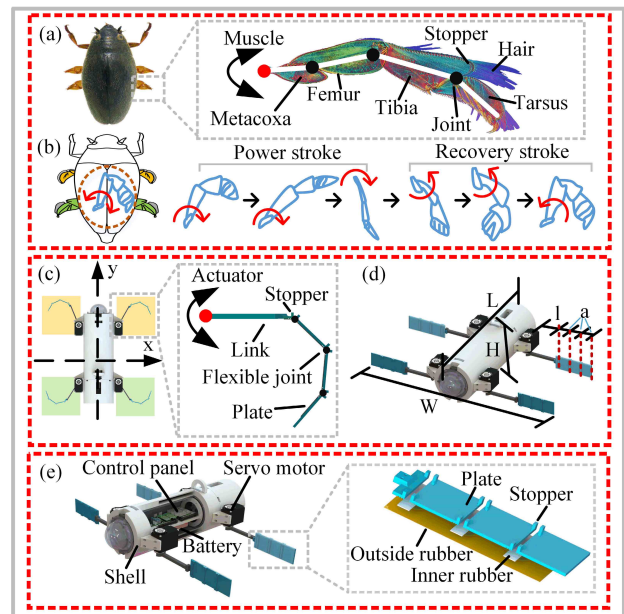 (a)
Muscle
Metacoxa
Femur
Tibia
Joint
Stopper
Hair
Tarsus
(b)
Power stroke
Recovery stroke
(c)
y
x
Actuator
Stopper
Link
Flexible joint
Plate
(d)
L
l
a
H
W
(e)
Control panel
Servo motor
Battery
Shell
Plate
Stopper
Outside rubber
Inner rubber